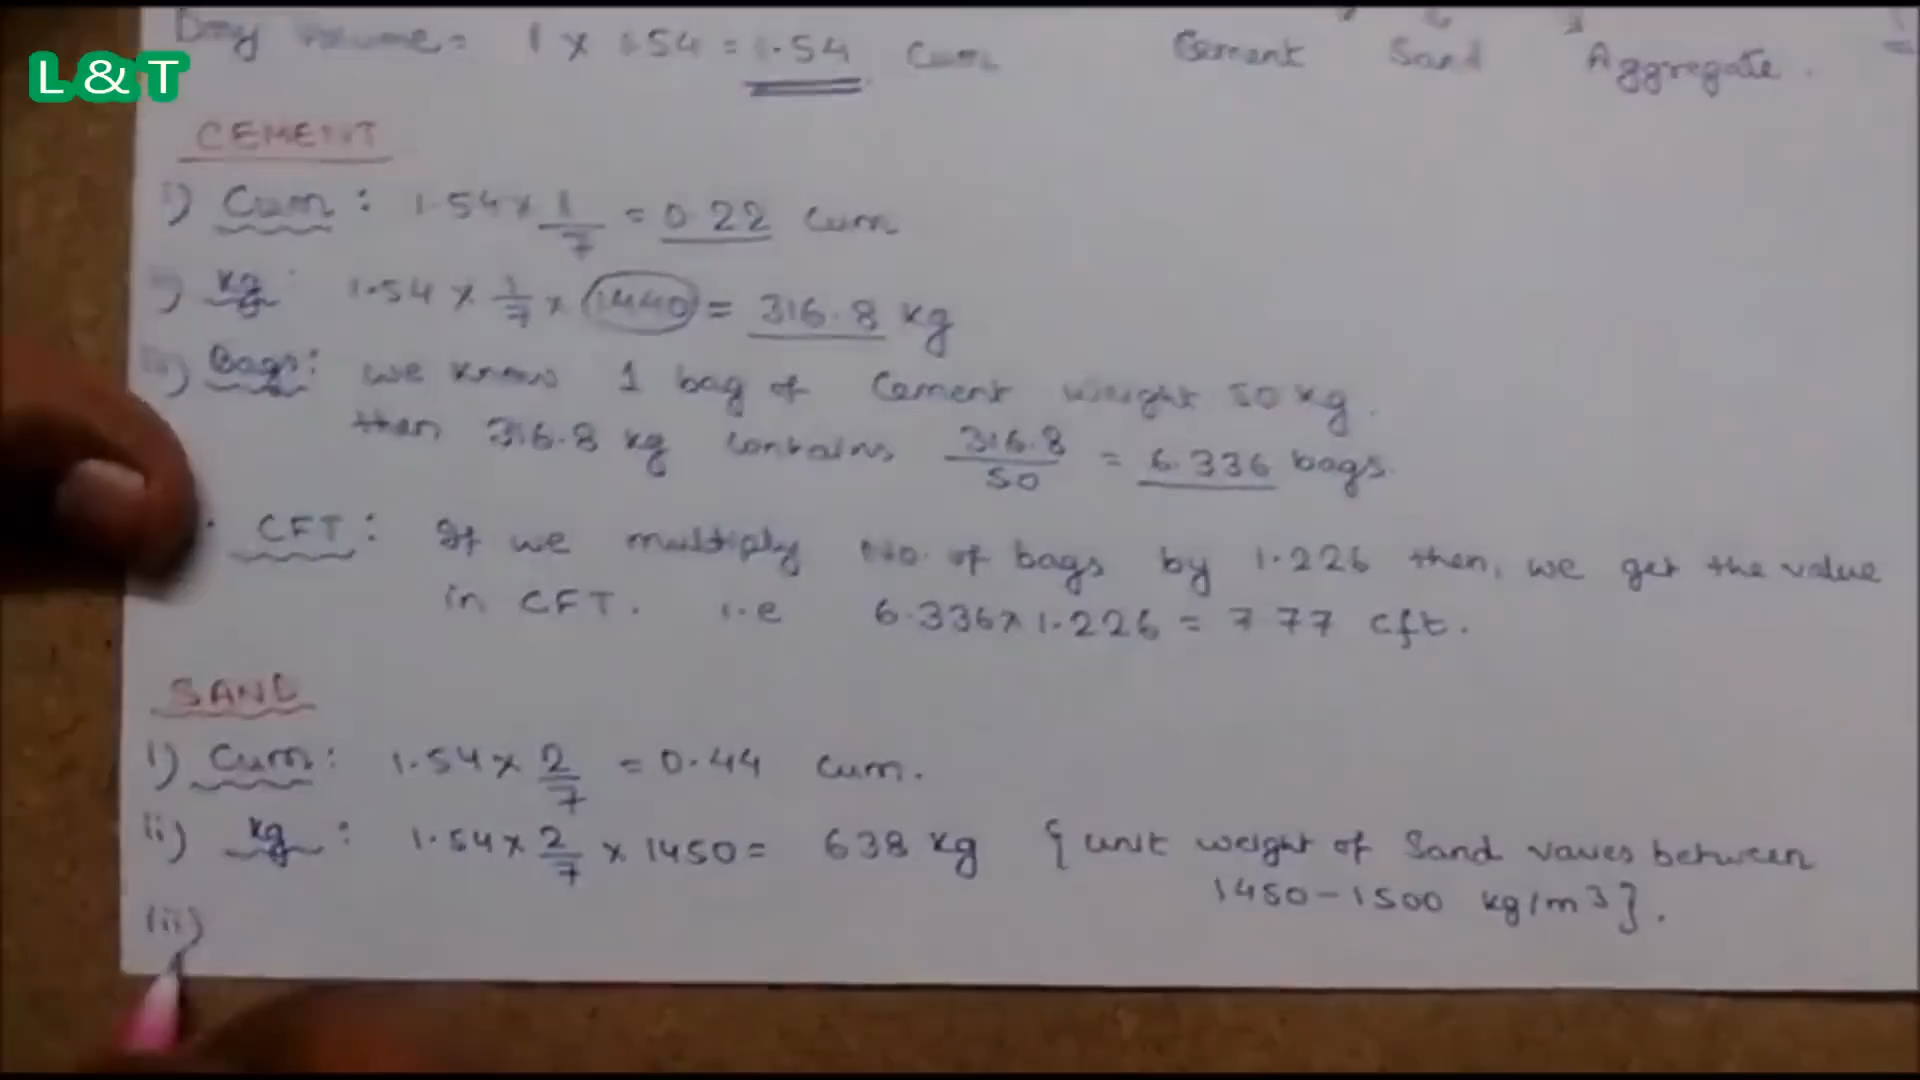 L & T
Dry Volume = 1 x 1.54 = 1.54 Cum
Cement Sand Aggregate.
CEMENT
i) Cum : 1.54 x 1/7 = 0.22 Cum
ii) kg : 1.54 x 1/7 x 1440 = 316.8 kg
iii) Bags : we know 1 bag of Cement weight 50 kg.
then 316.8 kg contains 316.8/50 = 6.336 bags.
CFT : If we multiply no. of bags by 1.226 then, we get the value
in CFT. i.e 6.336 x 1.226 = 7.77 cft.
SAND
i) Cum : 1.54 x 2/7 = 0.44 Cum.
ii) kg : 1.54 x 2/7 x 1450 = 638 kg { unit weight of Sand varies between
1450 - 1500 kg/m3 }.
iii)